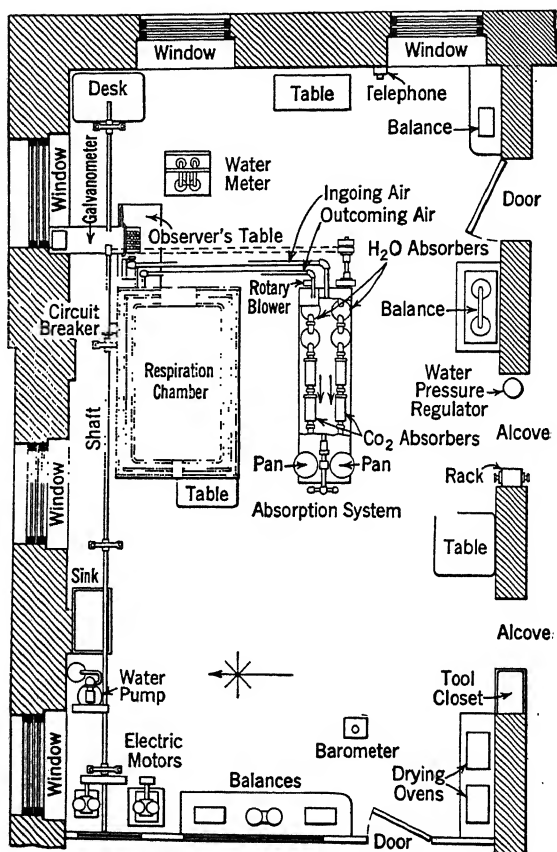 Window
Window
Desk
Table
Telephone
Balance
Window
Galvanometer
Water
Meter
Door
Ingoing Air
Outcoming Air
Observer's Table
H2O Absorbers
Rotary
Blower
Balance
Circuit
Breaker
Respiration
Chamber
Water
Pressure
Regulator
Shaft
Co2 Absorbers
Alcove
Pan
Pan
Rack
Window
Table
Absorption System
Table
Sink
Alcove
Water
Pump
Tool
Closet
Window
Electric
Motors
Barometer
Balances
Drying
Ovens
Door